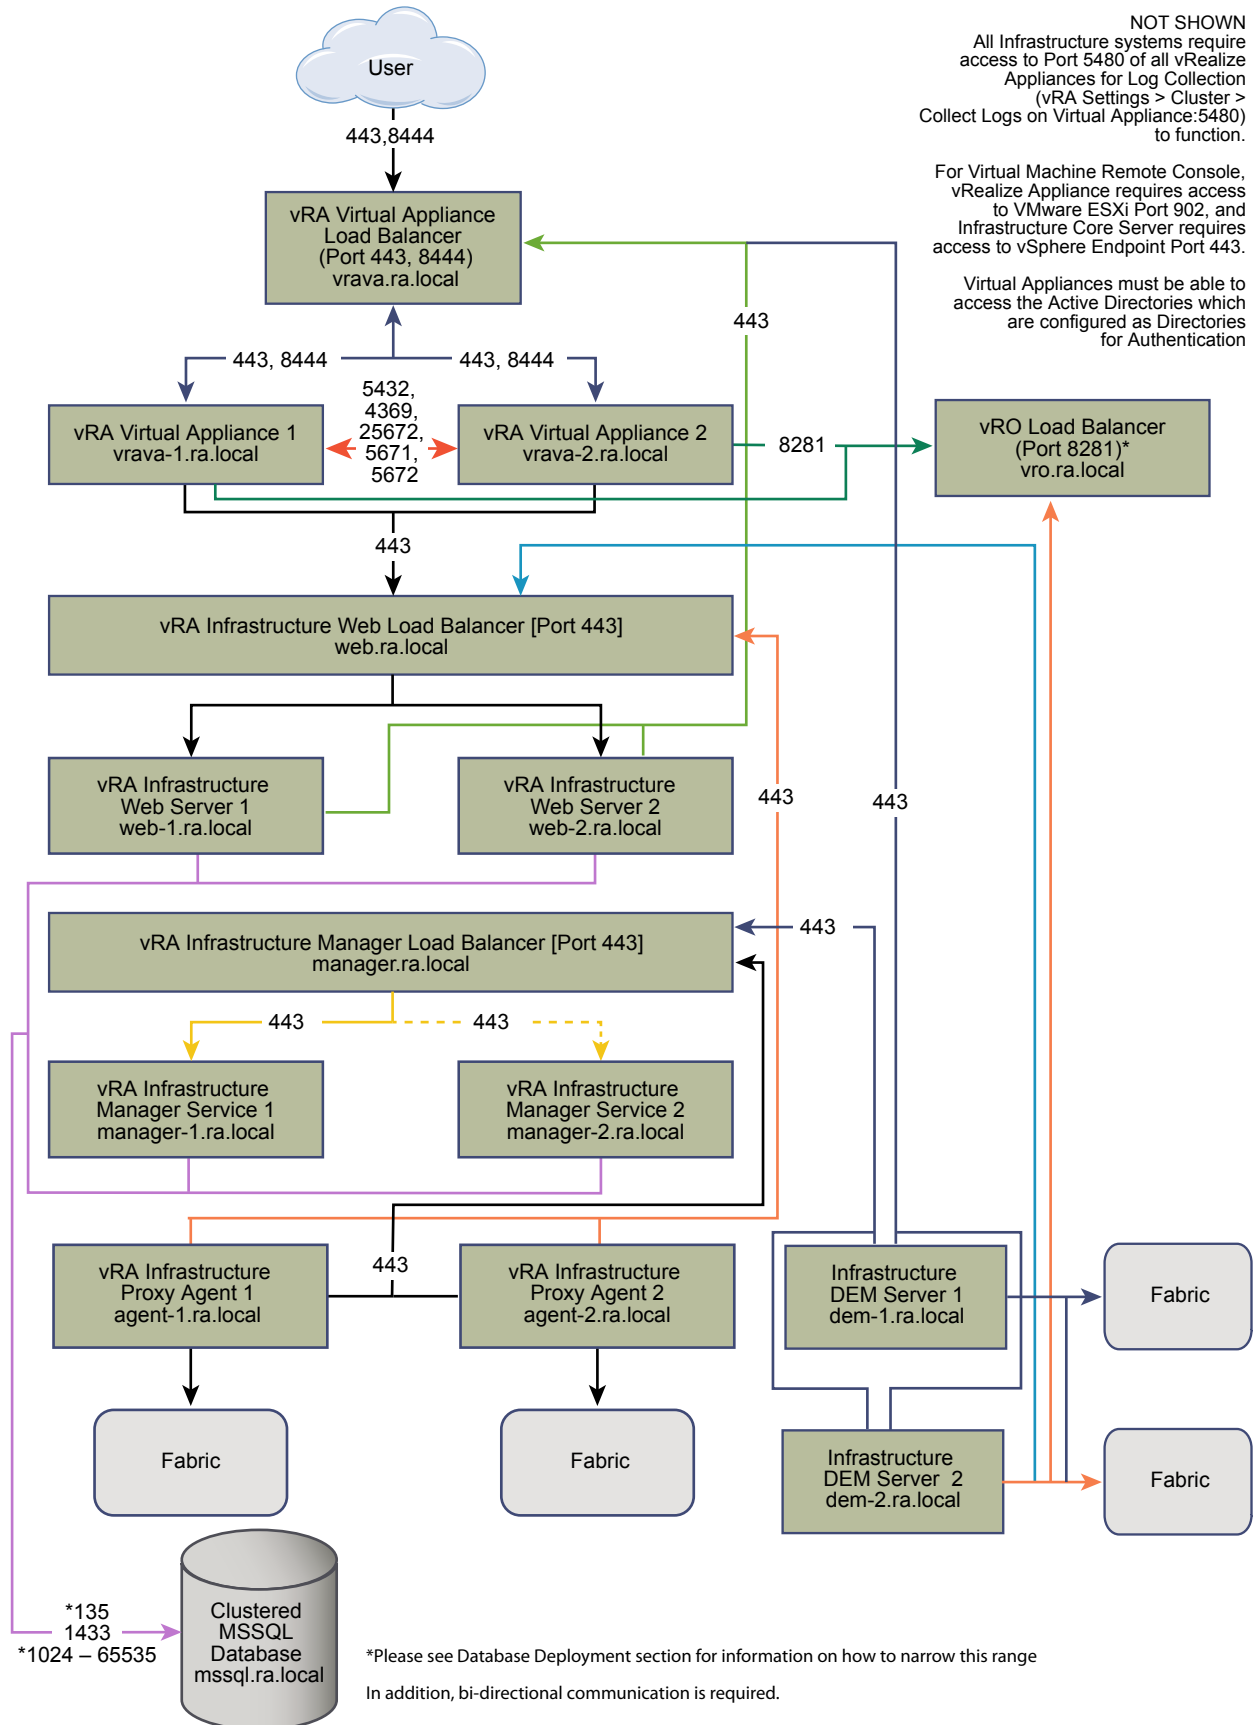 User
443,8444
NOT SHOWN
All Infrastructure systems require
access to Port 5480 of all vRealize
Appliances for Log Collection
(vRA Settings > Cluster >
Collect Logs on Virtual Appliance:5480)
to function.
For Virtual Machine Remote Console,
vRealize Appliance requires access
to VMware ESXi Port 902, and
Infrastructure Core Server requires
access to vSphere Endpoint Port 443.
Virtual Appliances must be able to
access the Active Directories which
are configured as Directories
for Authentication
vRA Virtual Appliance
Load Balancer
(Port 443, 8444)
vrava.ra.local
443
443, 8444
443, 8444
vRA Virtual Appliance 1
vrava-1.ra.local
5432,
4369,
25672,
5671,
5672
vRA Virtual Appliance 2
vrava-2.ra.local
8281
vRO Load Balancer
(Port 8281)*
vro.ra.local
443
vRA Infrastructure Web Load Balancer [Port 443]
web.ra.local
vRA Infrastructure
Web Server 1
web-1.ra.local
vRA Infrastructure
Web Server 2
web-2.ra.local
443
443
vRA Infrastructure Manager Load Balancer [Port 443]
manager.ra.local
443
443
443
vRA Infrastructure
Manager Service 1
manager-1.ra.local
vRA Infrastructure
Manager Service 2
manager-2.ra.local
vRA Infrastructure
Proxy Agent 1
agent-1.ra.local
443
vRA Infrastructure
Proxy Agent 2
agent-2.ra.local
Infrastructure
DEM Server 1
dem-1.ra.local
Fabric
Fabric
Fabric
Infrastructure
DEM Server 2
dem-2.ra.local
Fabric
*135
1433
*1024 – 65535
Clustered
MSSQL
Database
mssql.ra.local
*Please see Database Deployment section for information on how to narrow this range
In addition, bi-directional communication is required.